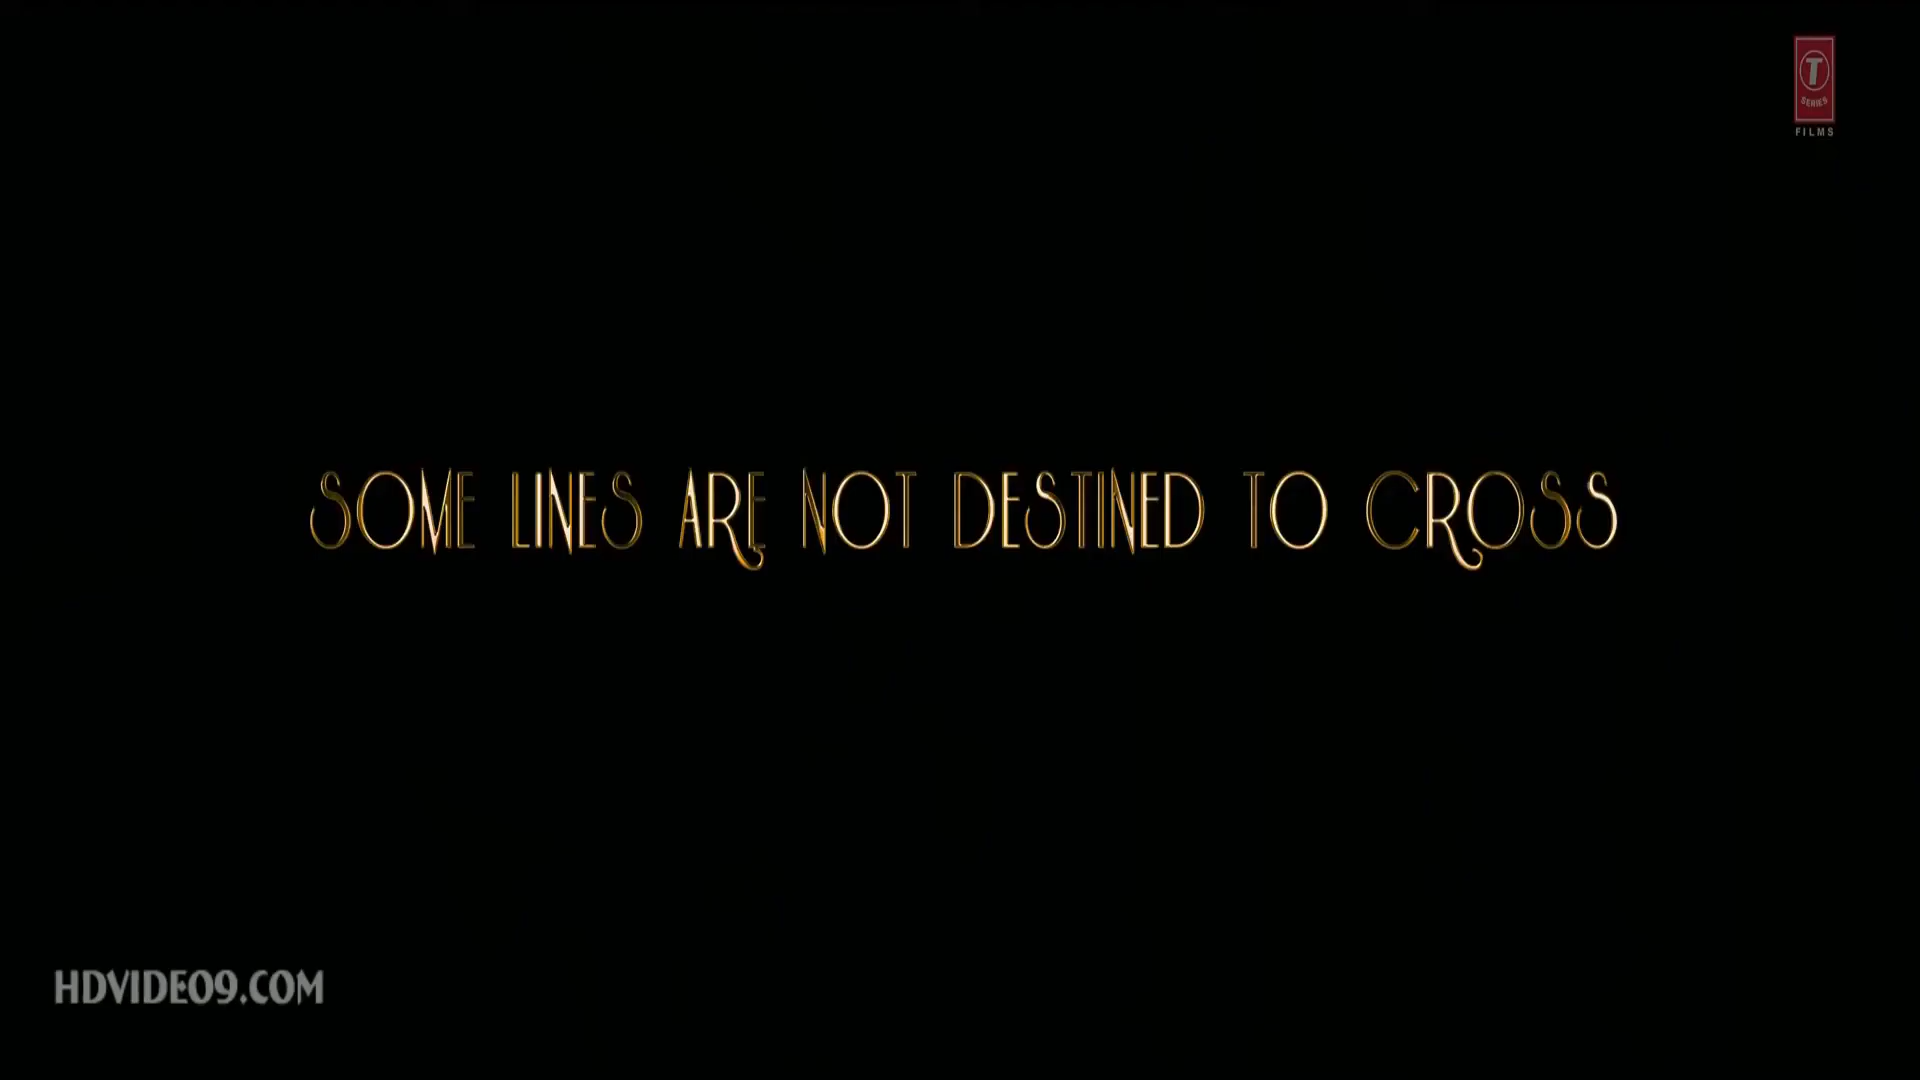 T
SERIES
FILMS
SOME LINES ARE NOT DESTINED TO CROSS
HDVIDEO9.COM